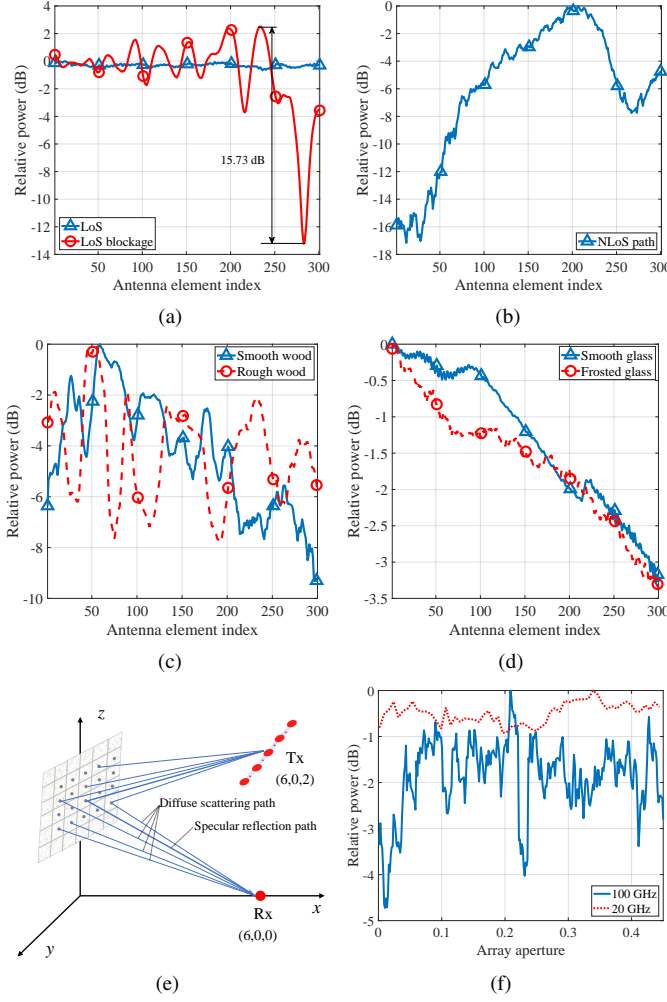 4
2
0
-2
-4
-6
-8
-10
-12
-14
Relative power (dB)
15.73 dB
LoS
LoS blockage
50 100 150 200 250 300
Antenna element index
(a)
0
-2
-4
-6
-8
-10
-12
-14
-16
-18
Relative power (dB)
NLoS path
50 100 150 200 250 300
Antenna element index
(b)
0
-2
-4
-6
-8
-10
Relative power (dB)
Smooth wood
Rough wood
50 100 150 200 250 300
Antenna element index
(c)
0
-0.5
-1
-1.5
-2
-2.5
-3
-3.5
Relative power (dB)
Smooth glass
Frosted glass
50 100 150 200 250 300
Antenna element index
(d)
z
Tx
(6,0,2)
Diffuse scattering path
Specular reflection path
Rx
x
(6,0,0)
y
(e)
0
-1
-2
-3
-4
-5
Relative power (dB)
100 GHz
20 GHz
0 0.1 0.2 0.3 0.4
Array aperture
(f)